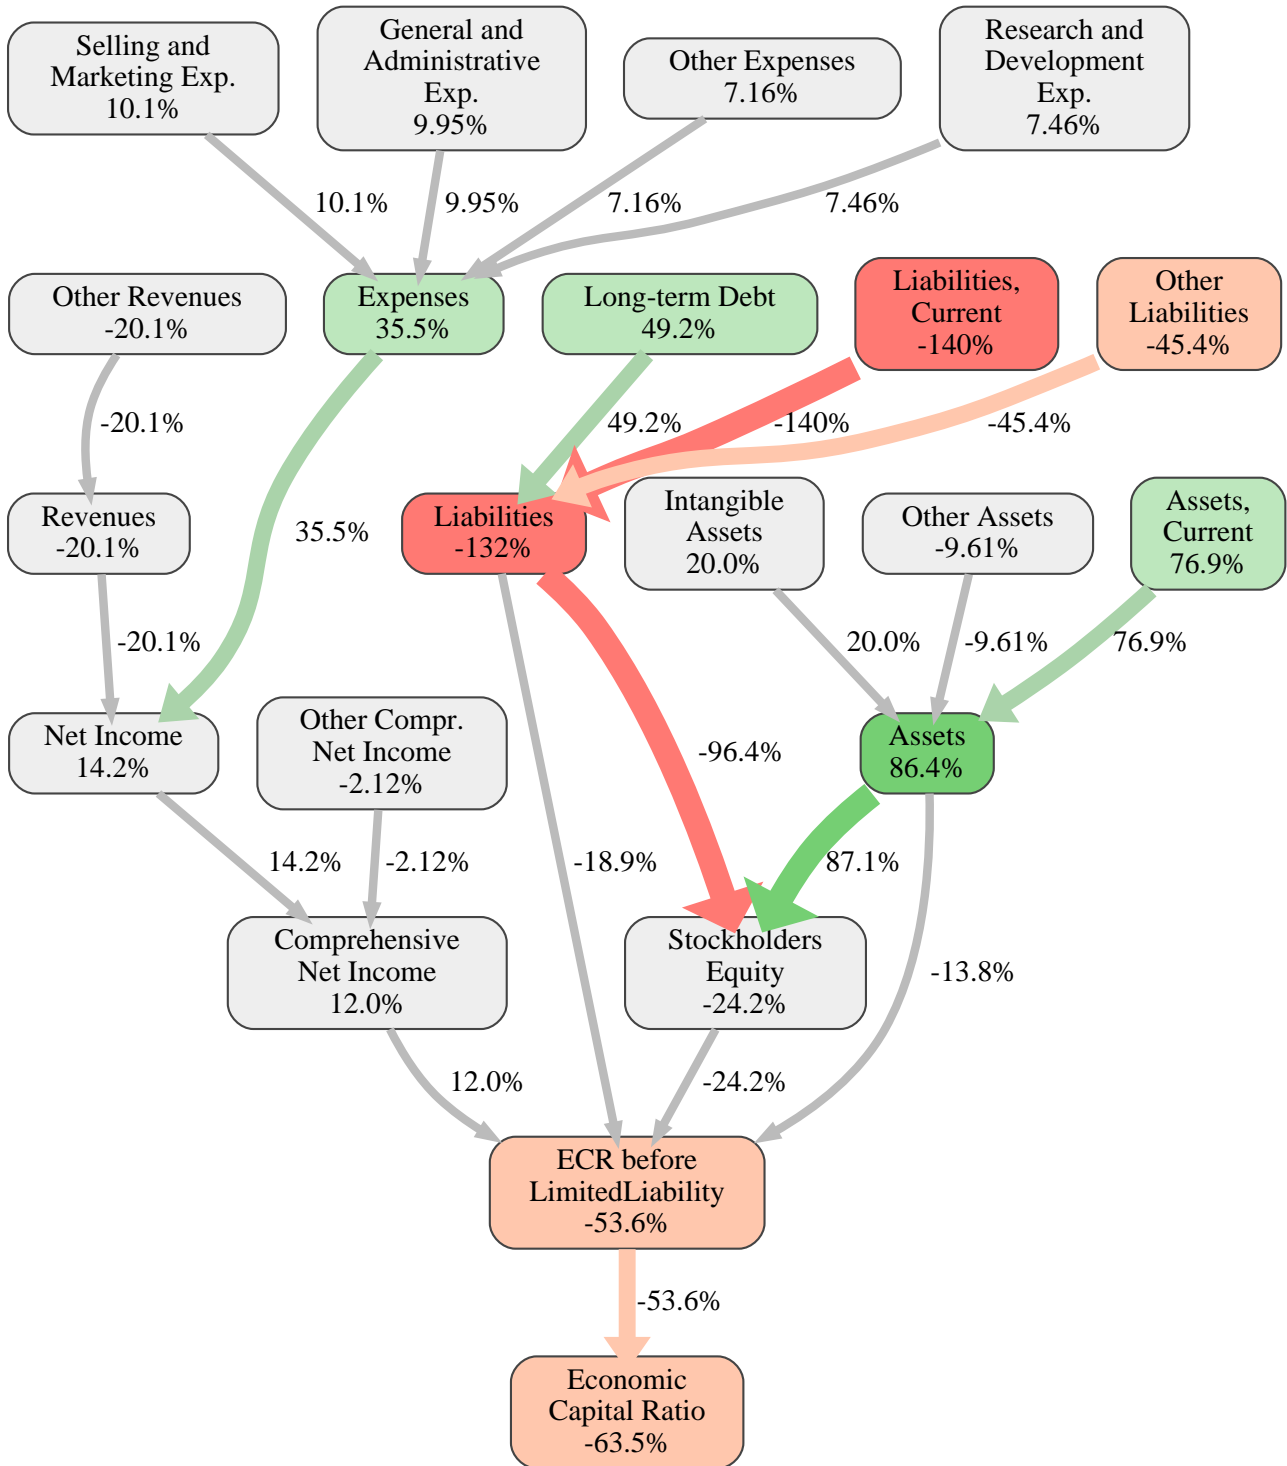 Selling and
Marketing Exp.
10.1%
General and
Administrative
Exp.
9.95%
Other Expenses
7.16%
Research and
Development
Exp.
7.46%
10.1%
9.95%
7.16%
7.46%
Other Revenues
-20.1%
Expenses
35.5%
Long-term Debt
49.2%
Liabilities,
Current
-140%
Other
Liabilities
-45.4%
-20.1%
49.2%
-140%
-45.4%
Revenues
-20.1%
35.5%
Liabilities
-132%
Intangible
Assets
20.0%
Other Assets
-9.61%
Assets,
Current
76.9%
-20.1%
20.0%
-9.61%
76.9%
Net Income
14.2%
Other Compr.
Net Income
-2.12%
-96.4%
Assets
86.4%
14.2%
-2.12%
-18.9%
87.1%
Comprehensive
Net Income
12.0%
Stockholders
Equity
-24.2%
-13.8%
12.0%
-24.2%
ECR before
LimitedLiability
-53.6%
-53.6%
Economic
Capital Ratio
-63.5%